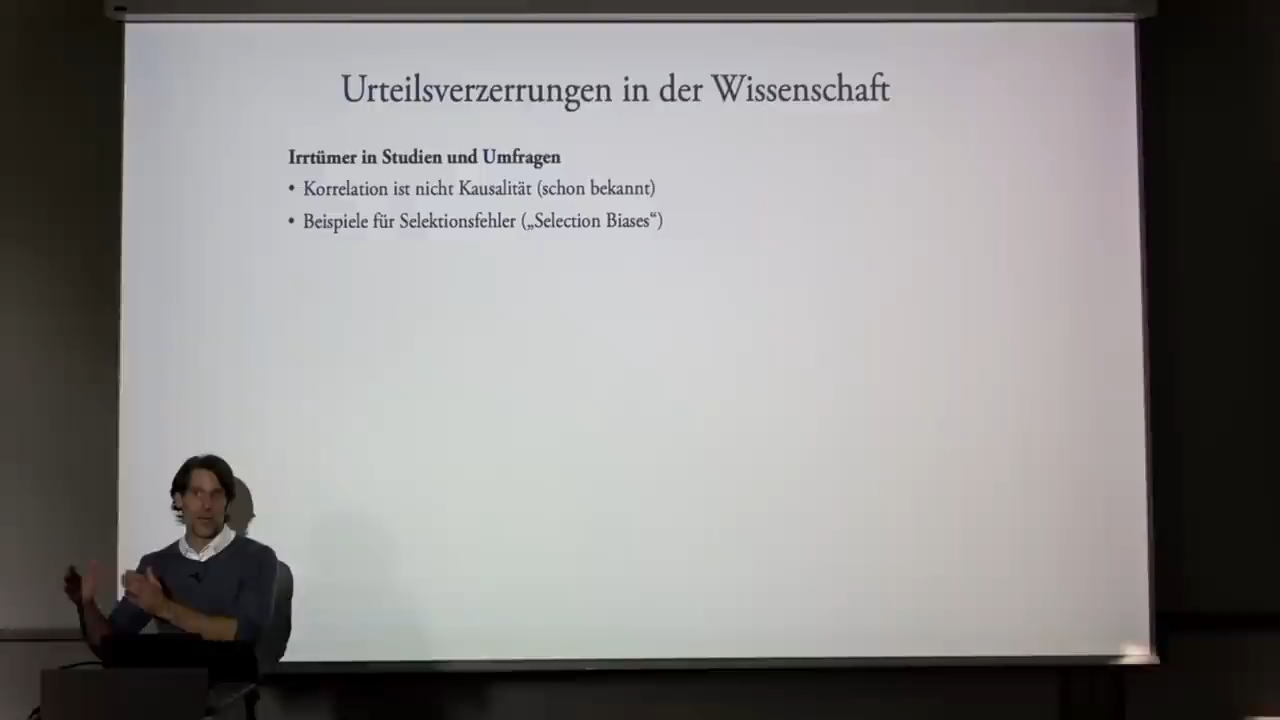 Urteilsverzerrungen in der Wissenschaft
Irrtümer in Studien und Umfragen
• Korrelation ist nicht Kausalität (schon bekannt)
• Beispiele für Selektionsfehler („Selection Biases“)